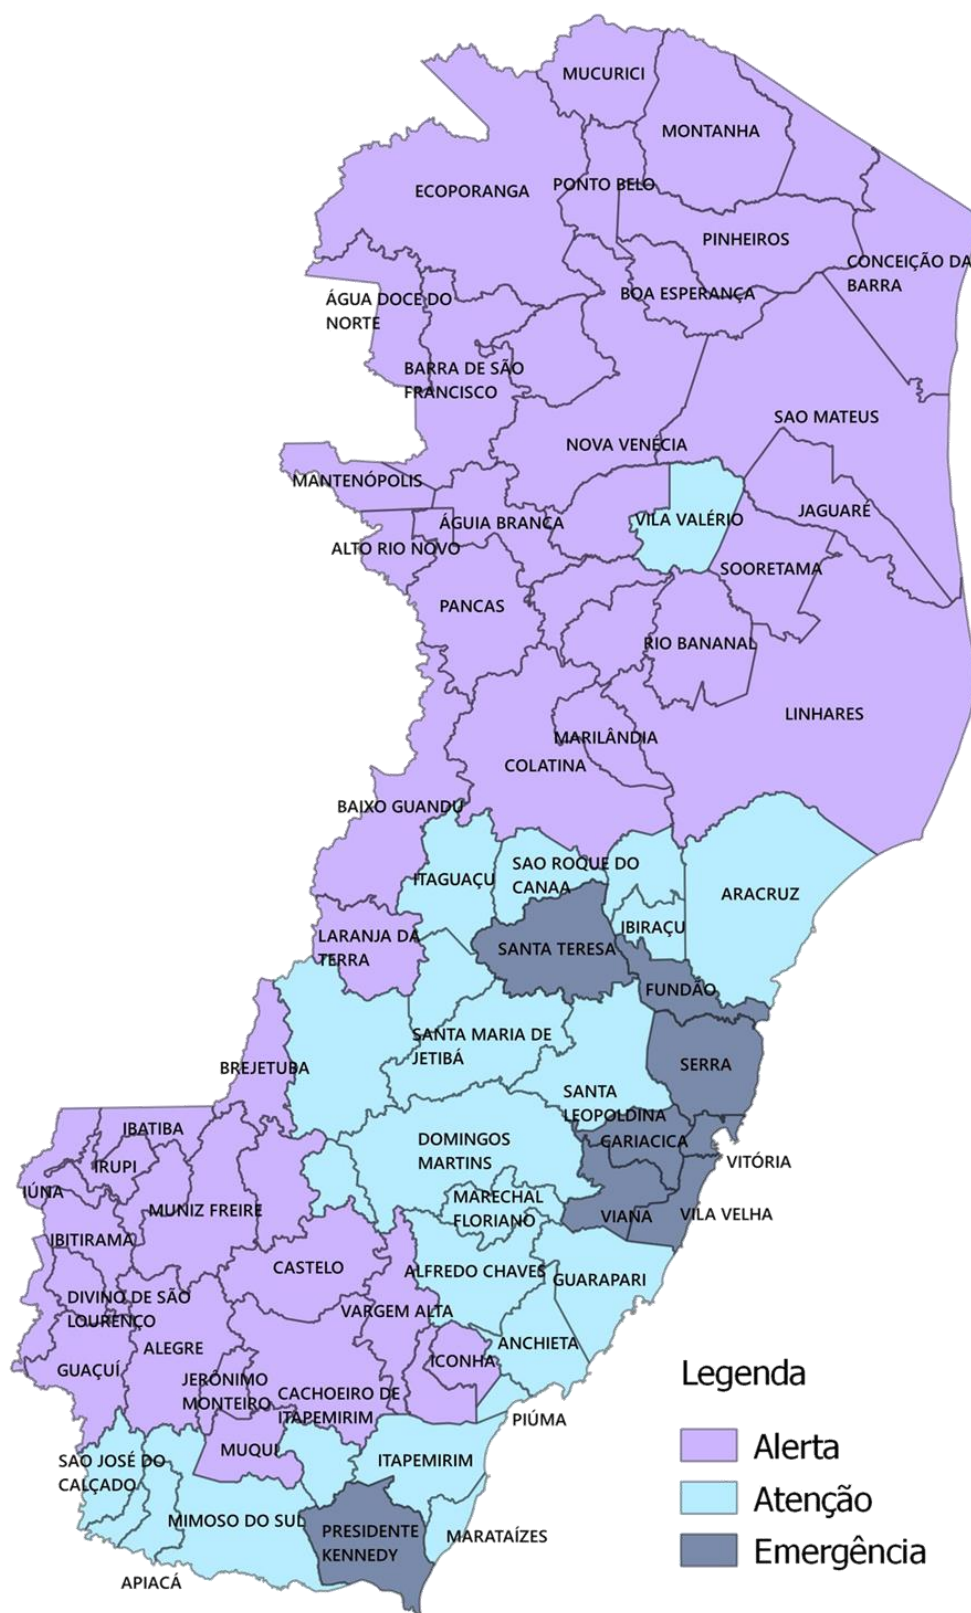 MUCURICI
MONTANHA
ECOPORANGA
PONTO BELO
PINHEIROS
CONCEIÇÃO DA
BARRA
BOA ESPERANÇA
ÁGUA DOCE DO
NORTE
BARRA DE SÃO
FRANCISCO
SAO MATEUS
NOVA VENÉCIA
MANTENÓPOLIS
ÁGUIA BRANCA
VILA VALÉRIO
JAGUARÉ
ALTO RIO NOVO
SOORETAMA
PANCAS
RIO BANANAL
LINHARES
MARILÂNDIA
COLATINA
BAIXO GUANDU
ITAGUAÇU
SAO ROQUE DO
CANAA
ARACRUZ
IBIRAÇU
LARANJA DA
TERRA
SANTA TERESA
FUNDÃO
SANTA MARIA DE
JETIBÁ
SERRA
BREJETUBA
SANTA
LEOPOLDINA
IBATIBA
DOMINGOS
MARTINS
CARIACICA
VITÓRIA
IRUPI
IÚNA
MARECHAL
FLORIANO
MUNIZ FREIRE
VIANA
VILA VELHA
IBITIRAMA
CASTELO
ALFREDO CHAVES
GUARAPARI
DIVINO DE SÃO
LOURENÇO
VARGEM ALTA
ANCHIETA
ALEGRE
ICONHA
GUAÇUÍ
JERÔNIMO
MONTEIRO
CACHOEIRO DE
ITAPEMIRIM
PIÚMA
MUQUI
SAO JOSÉ DO
CALÇADO
ITAPEMIRIM
MIMOSO DO SUL
PRESIDENTE
KENNEDY
MARATAÍZES
APIACÁ
Legenda
Alerta
Atenção
Emergência